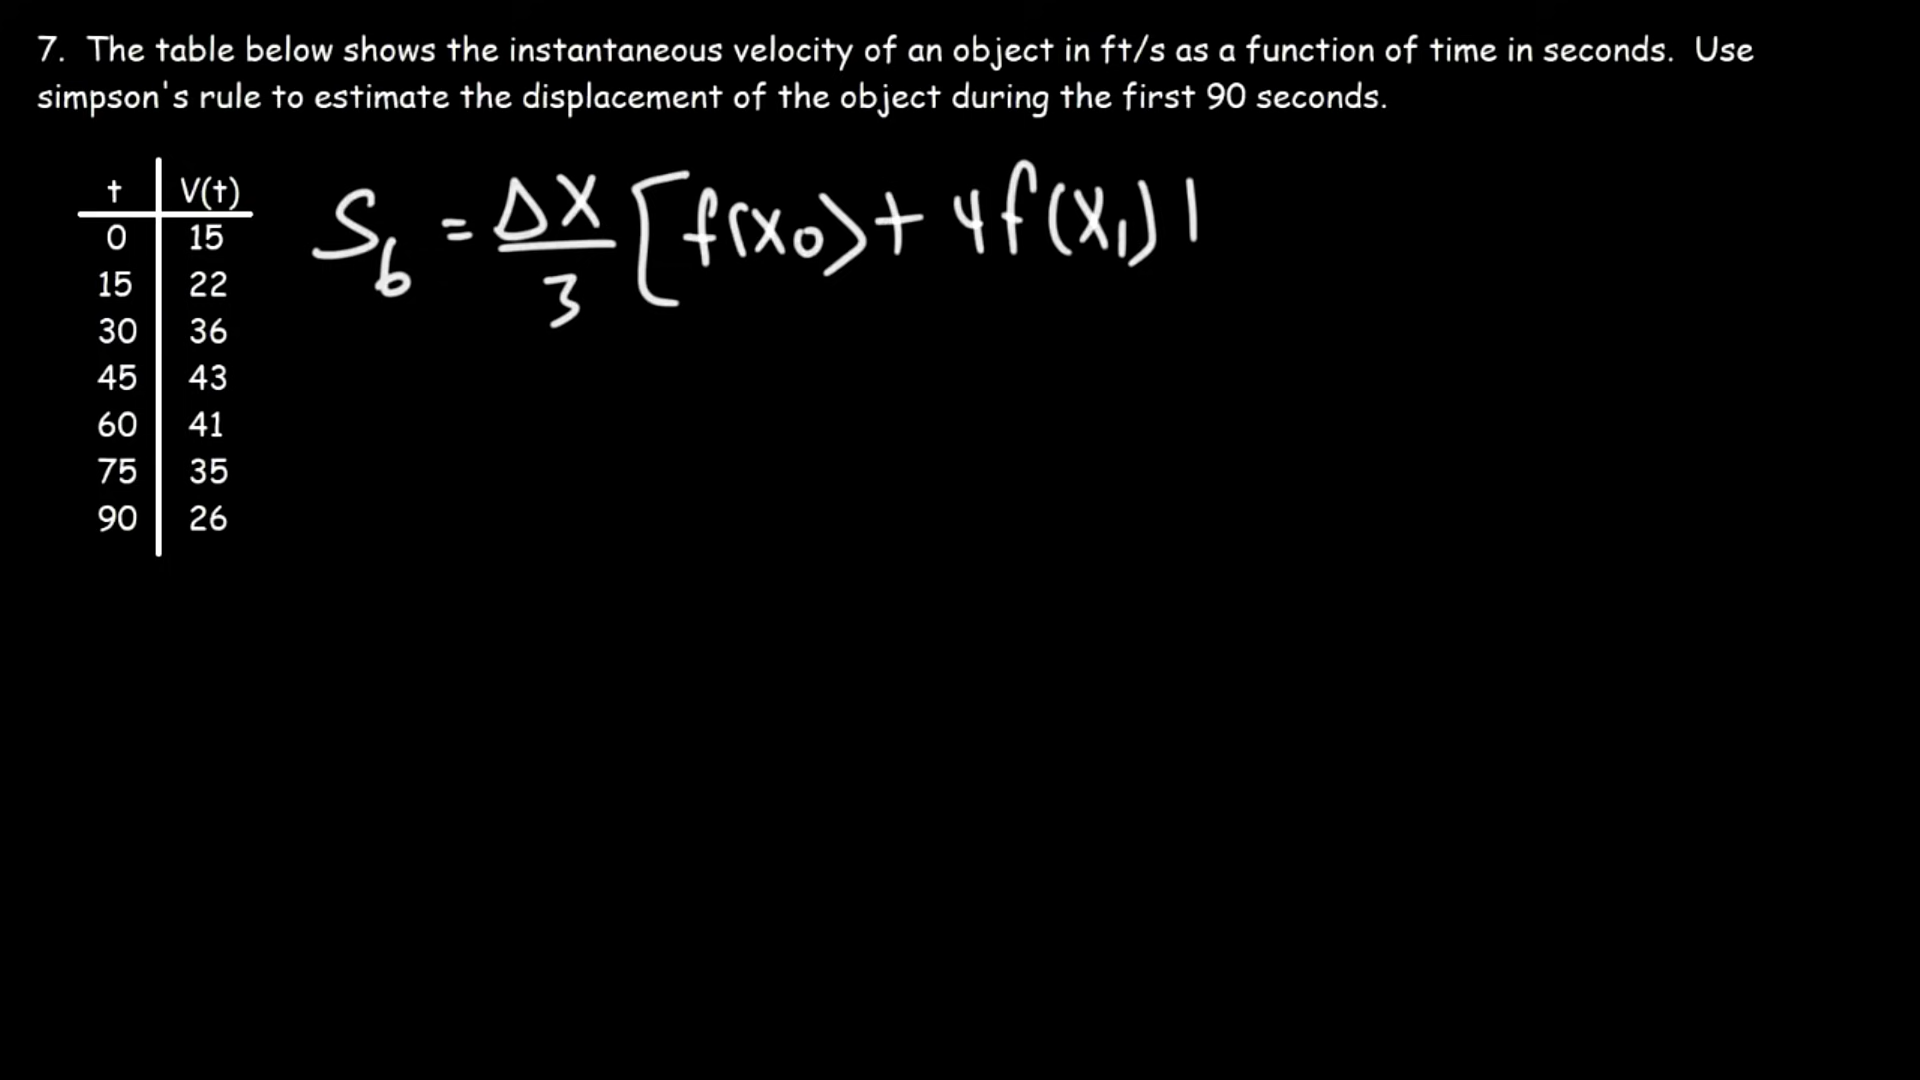 7. The table below shows the instantaneous velocity of an object in ft/s as a function of time in seconds. Use
simpson's rule to estimate the displacement of the object during the first 90 seconds.
t V(t)
0 15
15 22
30 36
45 43
60 41
75 35
90 26
S₆ = Δx/3 [f(x₀) + 4f(x₁) |